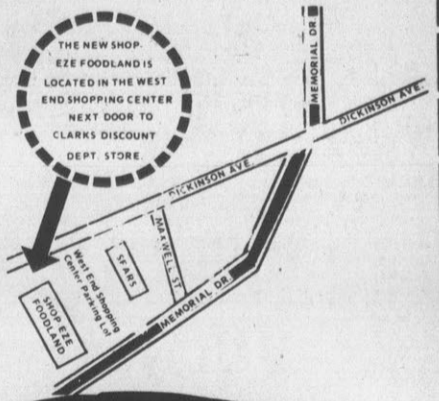 THE NEW SHOP-
EZE FOODLAND IS
LOCATED IN THE WEST
END SHOPPING CENTER
NEXT DOOR TO
CLARKS DISCOUNT
DEPT. STORE.
MEMORIAL DR.
DICKINSON AVE.
DICKINSON AVE.
MAXWELL ST
SEARS
West End Shopping
Center Parking Lot
SHOP EZE
FOODLAND
MEMORIAL DR.